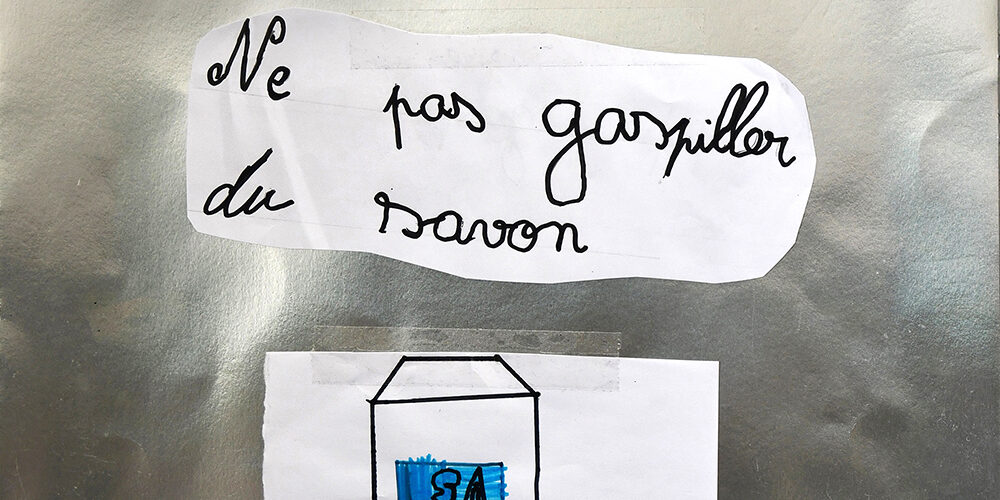 Ne pas gaspiller
du savon